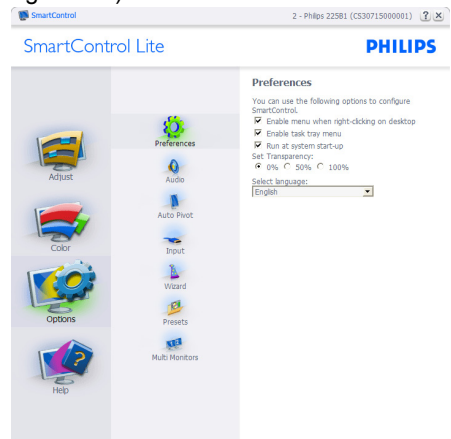 SmartControl
2 - Philips 225B1 (CS30715000001)
SmartControl Lite
PHILIPS
Adjust
Color
Options
Help
Preferences
Audio
Auto Pivot
Input
Wizard
Presets
Multi Monitors
Preferences
You can use the following options to configure
SmartControl.
Enable menu when right-clicking on desktop
Enable task tray menu
Run at system start-up
Set Transparency:
0% 50% 100%
Select language:
English